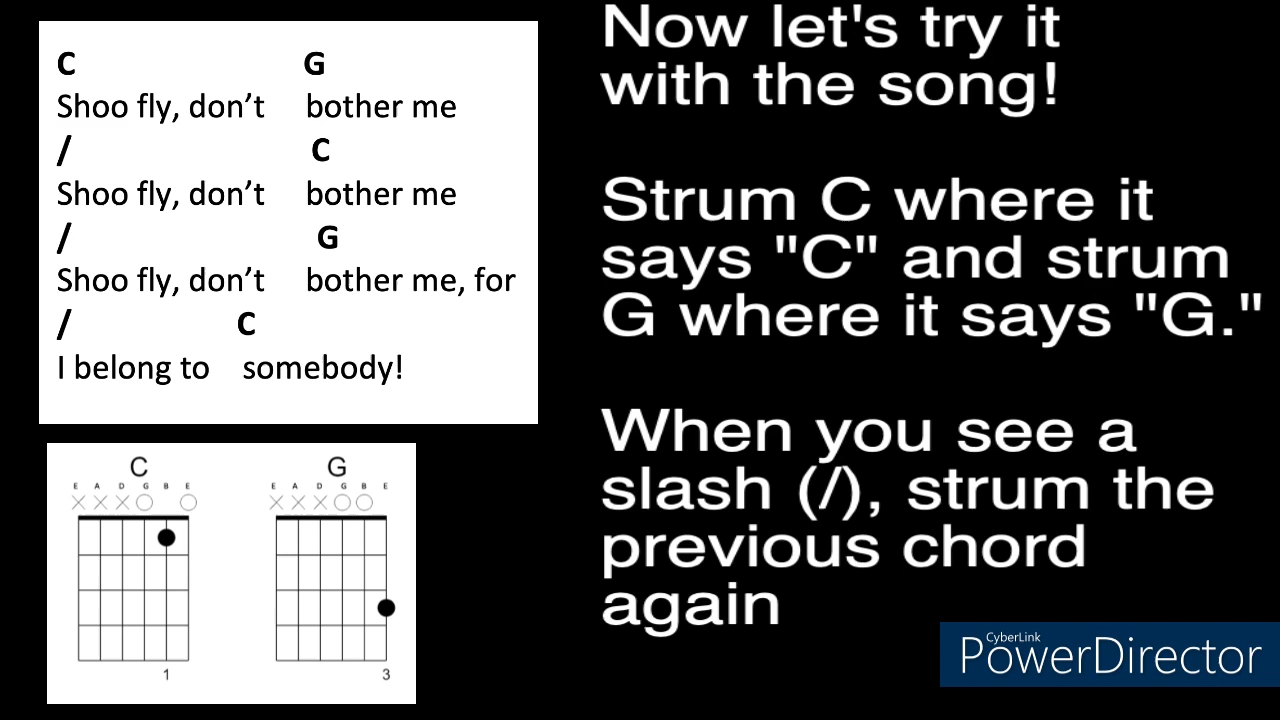 C G
Shoo fly, don’t bother me
/ C
Shoo fly, don’t bother me
/ G
Shoo fly, don’t bother me, for
/ C
I belong to somebody!
C G
E A D G B E E A D G B E
X X X O O X X X O O
1 3
Now let's try it
with the song!
Strum C where it
says "C" and strum
G where it says "G."
When you see a
slash (/), strum the
previous chord
again
CyberLink
PowerDirector